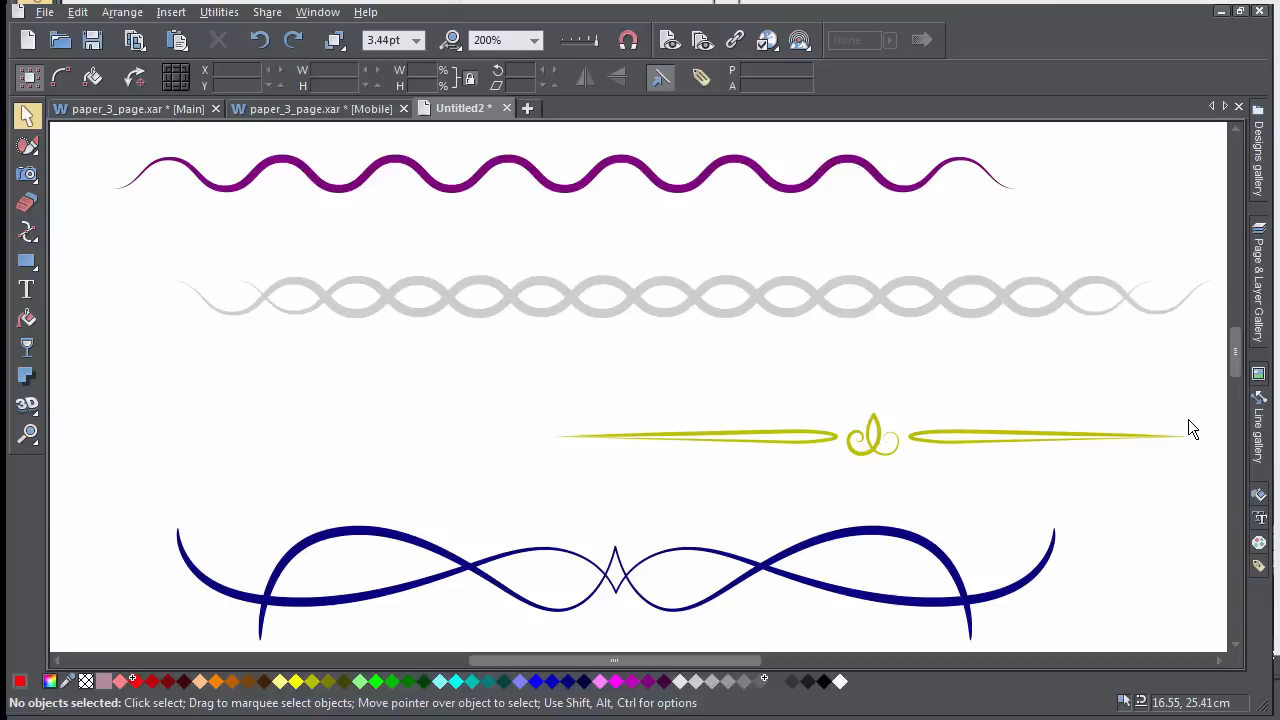 File Edit Arrange Insert Utilities Share Window Help
3.44pt 200% None
X W W % P
Y H H %
paper_3_page.xar * [Main] paper_3_page.xar * [Mobile] Untitled2 *
Designs gallery
Page & Layer Gallery
Line gallery
T
3D
No objects selected: Click select; Drag to marquee select objects; Move pointer over object to select; Use Shift, Alt, Ctrl for options
16.55, 25.41cm